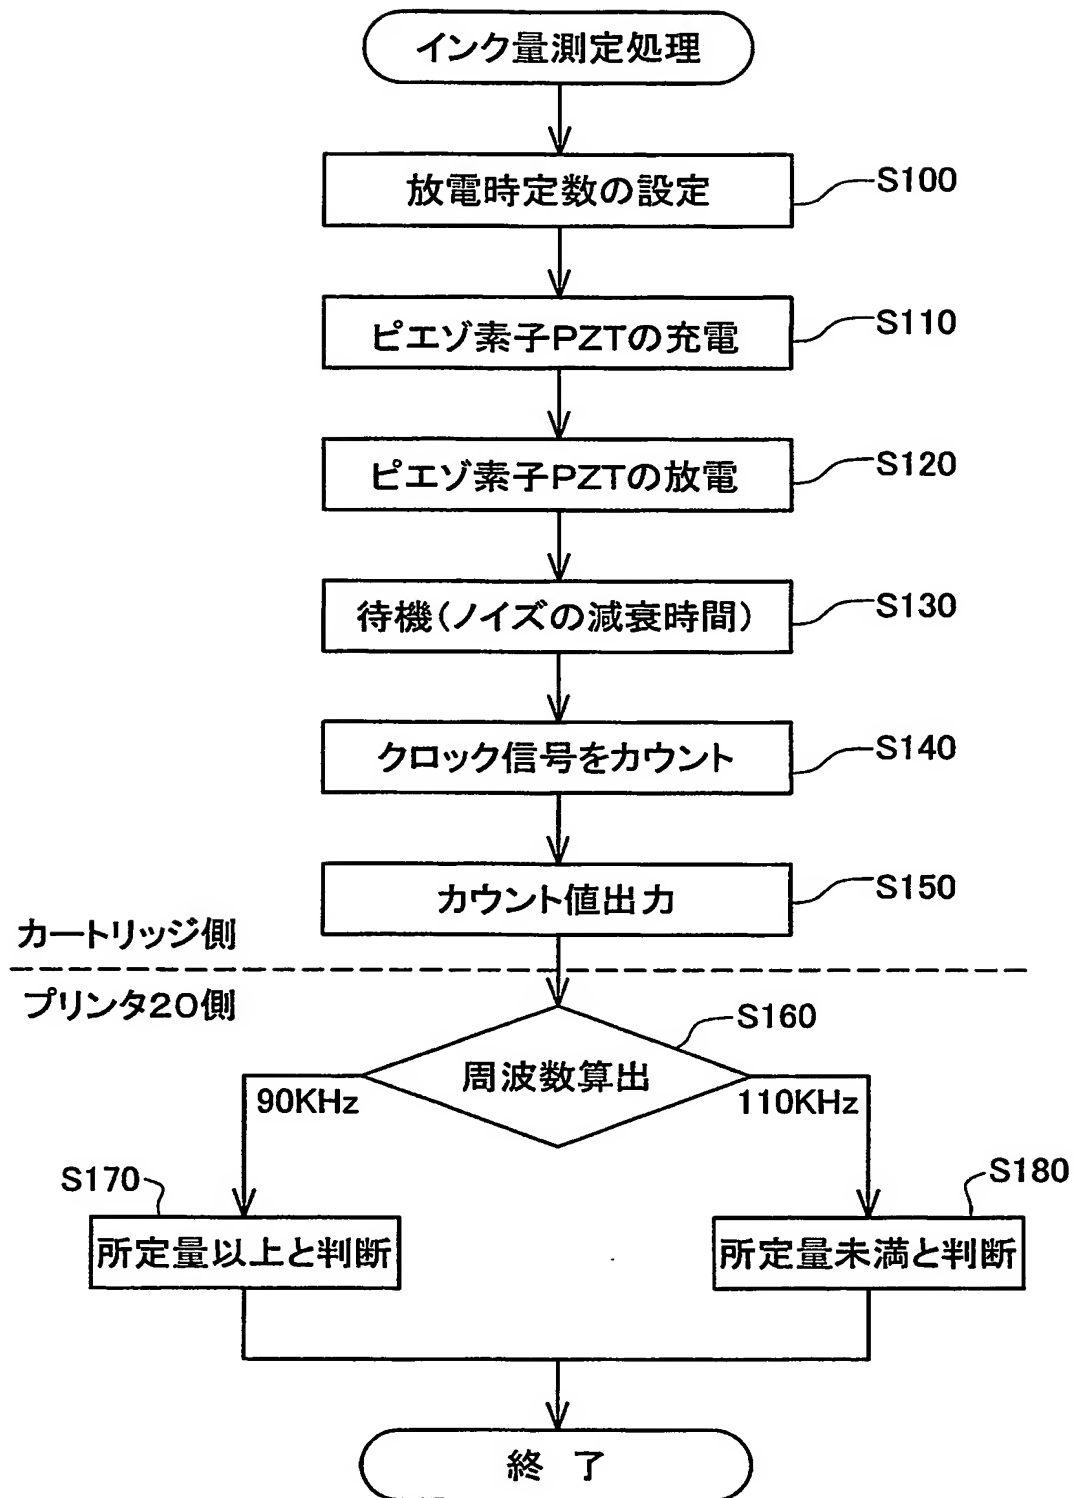 インク量測定処理
放電時定数の設定
S100
ピエゾ素子PZTの充電
S110
ピエゾ素子PZTの放電
S120
待機(ノイズの減衰時間)
S130
クロック信号をカウント
S140
カウント値出力
S150
カートリッジ側
プリンタ20側
S160
周波数算出
90KHz
110KHz
S170
S180
所定量以上と判断
所定量未満と判断
終 了